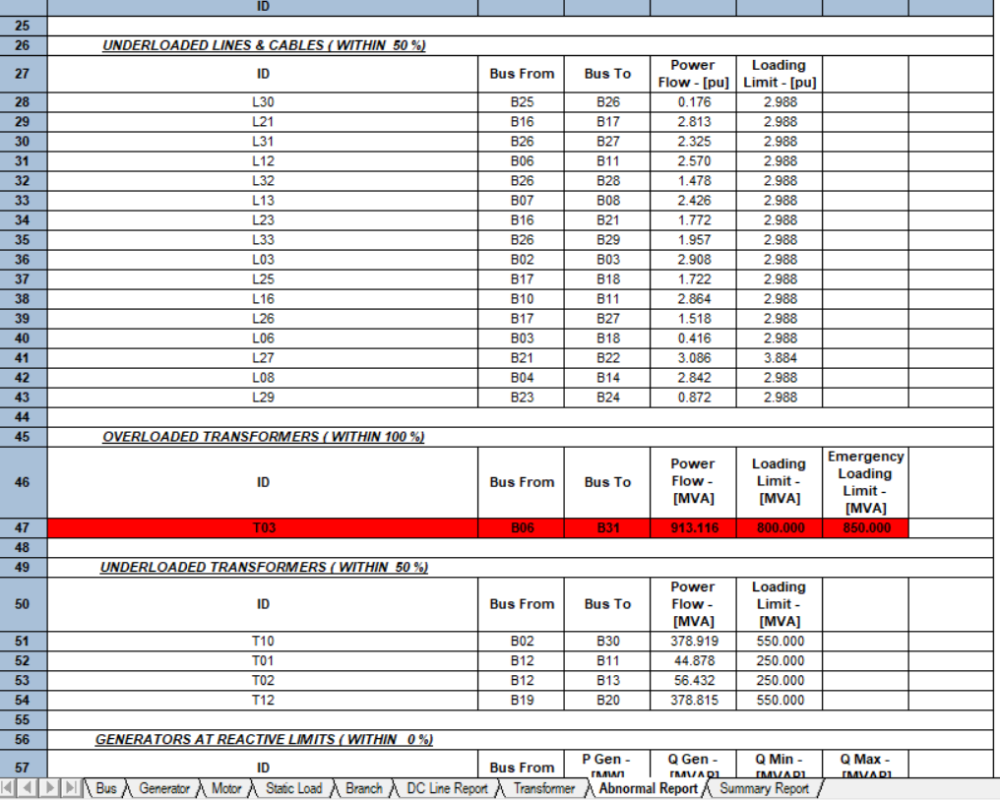 ID
25
26 UNDERLOADED LINES & CABLES ( WITHIN 50 %)
27 ID Bus From Bus To Power Flow - [pu] Loading Limit - [pu]
28 L30 B25 B26 0.176 2.988
29 L21 B16 B17 2.813 2.988
30 L31 B26 B27 2.325 2.988
31 L12 B06 B11 2.570 2.988
32 L32 B26 B28 1.478 2.988
33 L13 B07 B08 2.426 2.988
34 L23 B16 B21 1.772 2.988
35 L33 B26 B29 1.957 2.988
36 L03 B02 B03 2.908 2.988
37 L25 B17 B18 1.722 2.988
38 L16 B10 B11 2.864 2.988
39 L26 B17 B27 1.518 2.988
40 L06 B03 B18 0.416 2.988
41 L27 B21 B22 3.086 3.884
42 L08 B04 B14 2.842 2.988
43 L29 B23 B24 0.872 2.988
44
45 OVERLOADED TRANSFORMERS ( WITHIN 100 %)
46 ID Bus From Bus To Power Flow - [MVA] Loading Limit - [MVA] Emergency Loading Limit - [MVA]
47 T03 B06 B31 913.116 800.000 850.000
48
49 UNDERLOADED TRANSFORMERS ( WITHIN 50 %)
50 ID Bus From Bus To Power Flow - [MVA] Loading Limit - [MVA]
51 T10 B02 B30 378.919 550.000
52 T01 B12 B11 44.878 250.000
53 T02 B12 B13 56.432 250.000
54 T12 B19 B20 378.815 550.000
55
56 GENERATORS AT REACTIVE LIMITS ( WITHIN 0 %)
57 ID Bus From P Gen - [MW] Q Gen - [MVAR] Q Min - [MVAR] Q Max - [MVAR]
Bus Generator Motor Static Load Branch DC Line Report Transformer Abnormal Report Summary Report